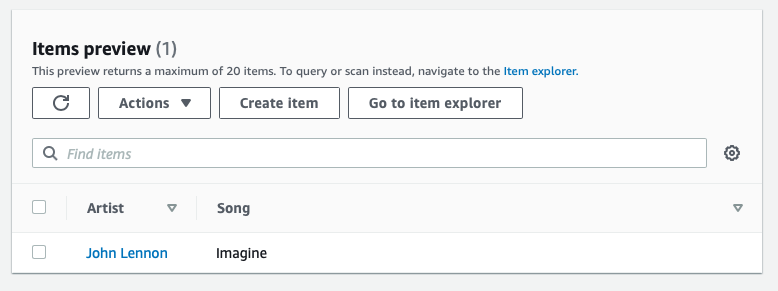 Items preview (1)
This preview returns a maximum of 20 items. To query or scan instead, navigate to the Item explorer.
Actions Create item Go to item explorer
Find items
Artist Song
John Lennon Imagine